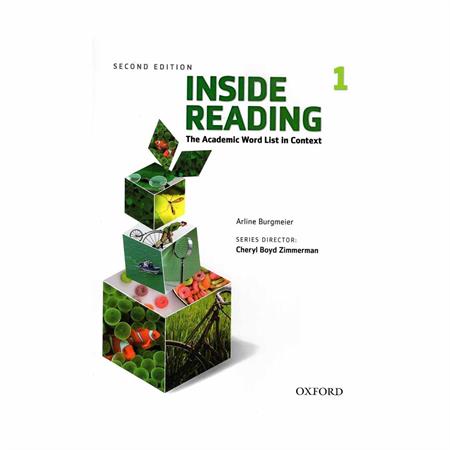 SECOND EDITION
INSIDE 1
READING
The Academic Word List in Context
Arline Burgmeier
SERIES DIRECTOR:
Cheryl Boyd Zimmerman
OXFORD